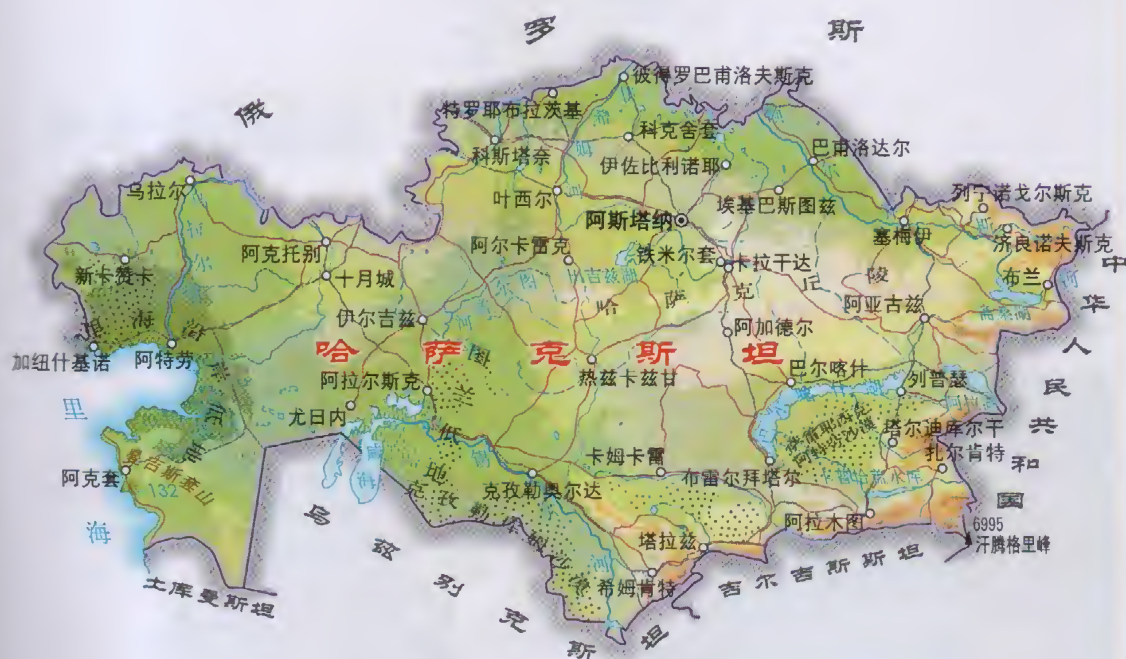 俄罗斯
彼得罗巴甫洛夫斯克
特罗耶布拉茨基
科克舍套
科斯塔奈
伊佐比利诺耶
巴甫洛达尔
乌拉尔
叶西尔
埃基巴斯图兹
列宁诺戈尔斯克
阿斯塔纳
塞梅伊
济良诺夫斯克
阿克托别
阿尔卡雷克
铁米尔套
卡拉干达
新卡赞卡
十月城
布兰
哈萨克丘陵
阿亚古兹
伊尔吉兹
阿加德尔
加纽什基诺
阿特劳
哈萨克斯坦
阿拉尔斯克
热兹卡兹甘
巴尔喀什
列普瑟
尤日内
塔尔迪库尔干
扎尔肯特
阿克套
132
克孜勒奥尔达
卡姆卡雷
布雷尔拜塔尔
阿拉木图
塔拉兹
希姆肯特
6995
汗腾格里峰
里海
中华人民共和国
土库曼斯坦
乌兹别克斯坦
吉尔吉斯斯坦